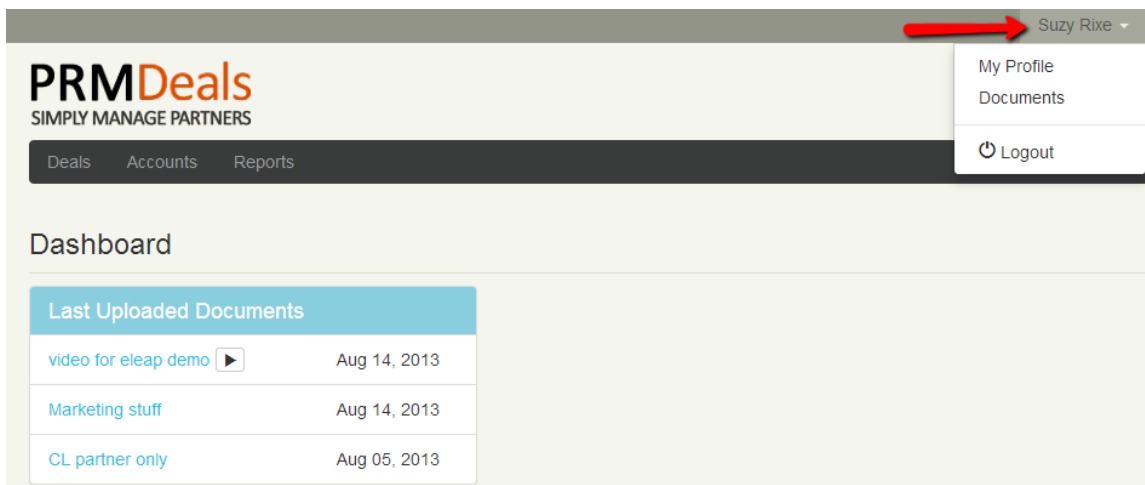 Suzy Rixe
My Profile
Documents
Logout
PRMDeals
SIMPLY MANAGE PARTNERS
Deals Accounts Reports
Dashboard
Last Uploaded Documents
video for eleap demo Aug 14, 2013
Marketing stuff Aug 14, 2013
CL partner only Aug 05, 2013